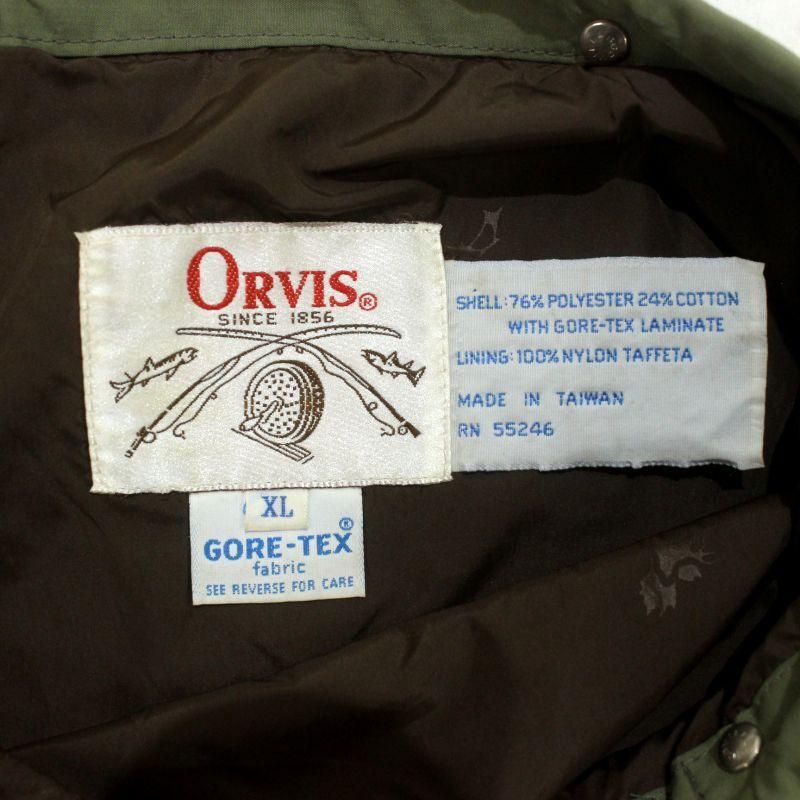 ORVIS®
SINCE 1856
SHELL: 76% POLYESTER 24% COTTON
WITH GORE-TEX LAMINATE
LINING: 100% NYLON TAFFETA
MADE IN TAIWAN
RN 55246
XL
GORE-TEX®
fabric
SEE REVERSE FOR CARE